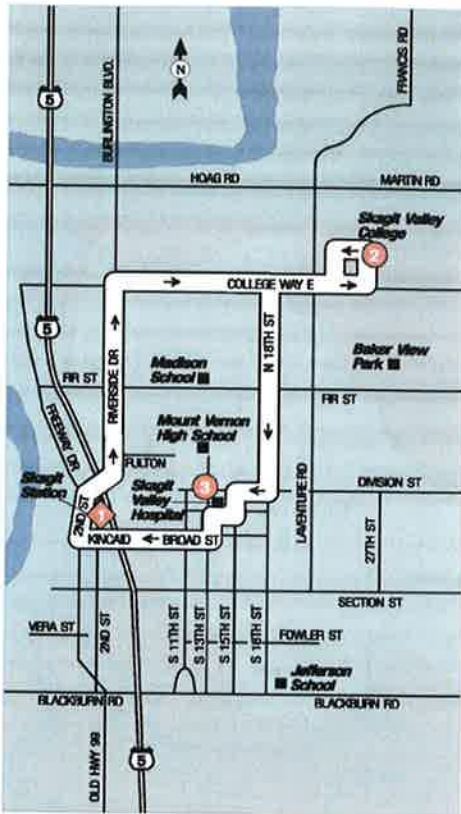 FRANCIS RD
BURLINGTON BLVD.
5
N
HOAG RD
MARTIN RD
Skagit Valley
College
2
COLLEGE WAY E
5
RIVERSIDE DR
N 18TH ST
Madison
School
Baker View
Park
FIR ST
FIR ST
FREEWAY DR
Mount Vernon
High School
FULTON
Skagit
Station
2ND ST
1
3
Skagit
Valley
Hospital
DIVISION ST
LAVENTURE RD
27TH ST
KINCAID
BROAD ST
SECTION ST
VERA ST
2ND ST
S 11TH ST
S 13TH ST
S 15TH ST
S 18TH ST
FOWLER ST
Jefferson
School
BLACKBURN RD
BLACKBURN RD
OLD HWY 99
5